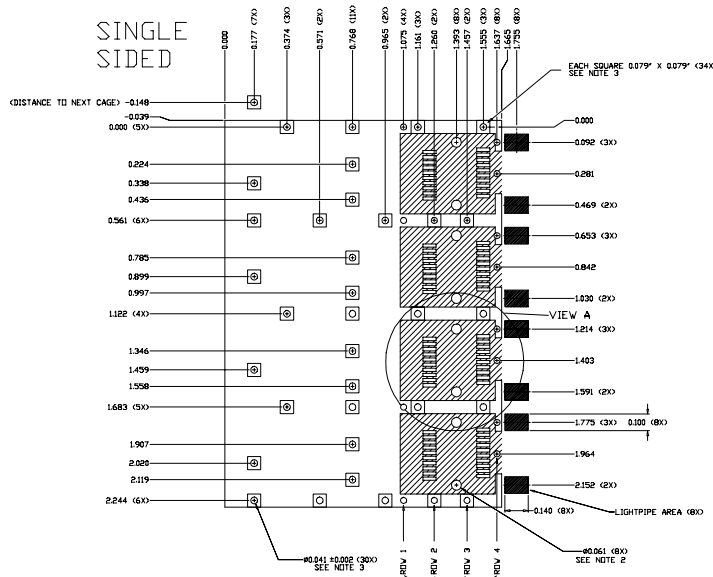 SINGLE
SIDED
0.000
0.177 (7X)
0.374 (3X)
0.571 (2X)
0.768 (11X)
0.965 (2X)
1.075 (4X)
1.161 (3X)
1.260 (2X)
1.393 (8X)
1.457 (2X)
1.555 (3X)
1.637 (8X)
1.665
1.755 (8X)
EACH SQUARE 0.079" X 0.079" (34X
SEE NOTE 3
(DISTANCE TO NEXT CAGE) -0.148
-0.039
0.000 (5X)
0.224
0.338
0.436
0.561 (6X)
0.785
0.899
0.997
1.122 (4X)
1.346
1.459
1.558
1.683 (5X)
1.907
2.020
2.119
2.244 (6X)
0.000
0.092 (3X)
0.281
0.469 (2X)
0.653 (3X)
0.842
1.030 (2X)
VIEW A
1.214 (3X)
1.403
1.591 (2X)
1.775 (3X)
0.100 (8X)
1.964
2.152 (2X)
0.140 (8X)
LIGHTPIPE AREA (8X)
Ø0.041 ±0.002 (30X)
SEE NOTE 3
ROW 1
ROW 2
ROW 3
ROW 4
Ø0.061 (8X)
SEE NOTE 2